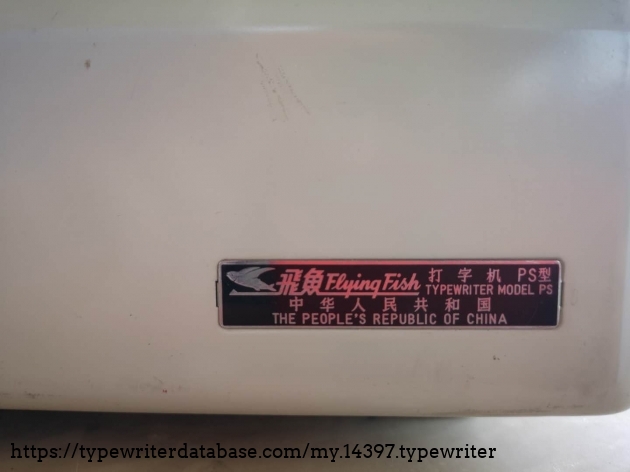 飛魚 Flying Fish 打字机 PS型
TYPEWRITER MODEL PS
中华人民共和国
THE PEOPLE'S REPUBLIC OF CHINA
https://typewriterdatabase.com/my.14397.typewriter